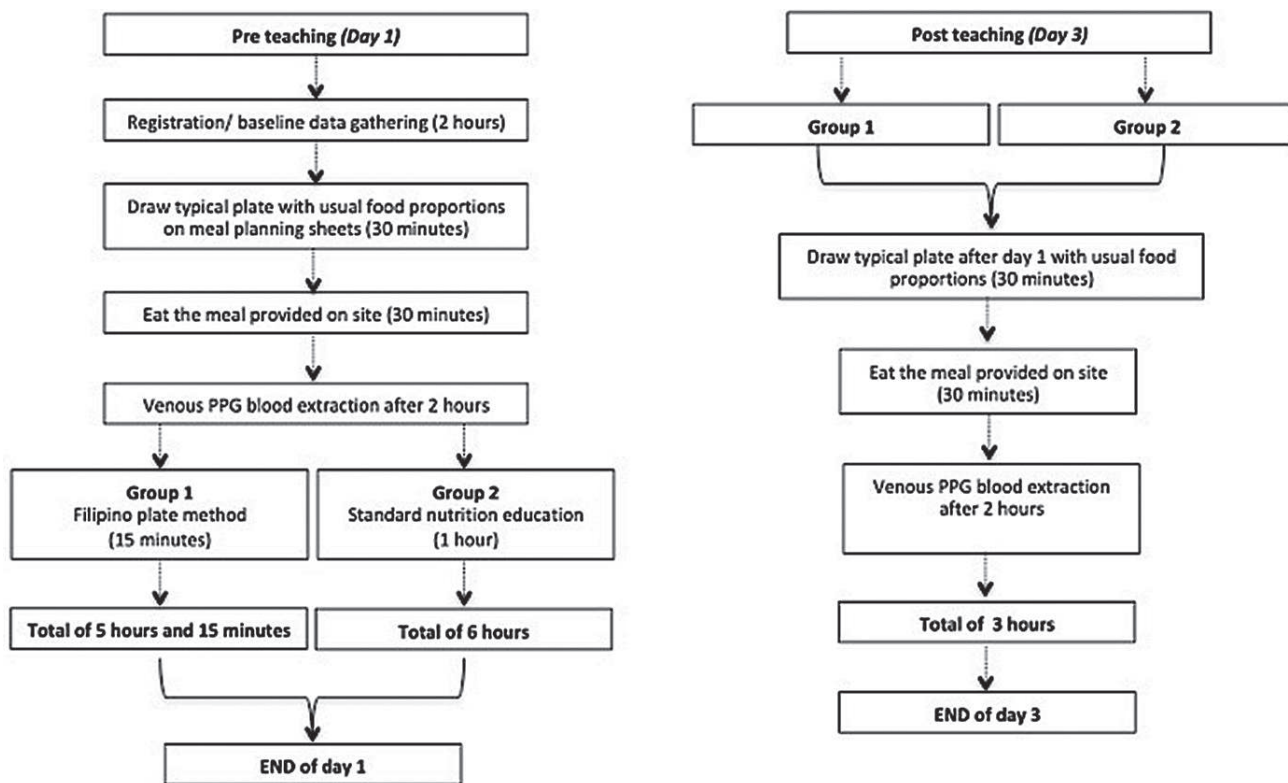 Pre teaching (Day 1)
Registration/ baseline data gathering (2 hours)
Draw typical plate with usual food proportions
on meal planning sheets (30 minutes)
Eat the meal provided on site (30 minutes)
Venous PPG blood extraction after 2 hours
Group 1
Filipino plate method
(15 minutes)
Group 2
Standard nutrition education
(1 hour)
Total of 5 hours and 15 minutes
Total of 6 hours
END of day 1
Post teaching (Day 3)
Group 1
Group 2
Draw typical plate after day 1 with usual food
proportions (30 minutes)
Eat the meal provided on site
(30 minutes)
Venous PPG blood extraction
after 2 hours
Total of 3 hours
END of day 3